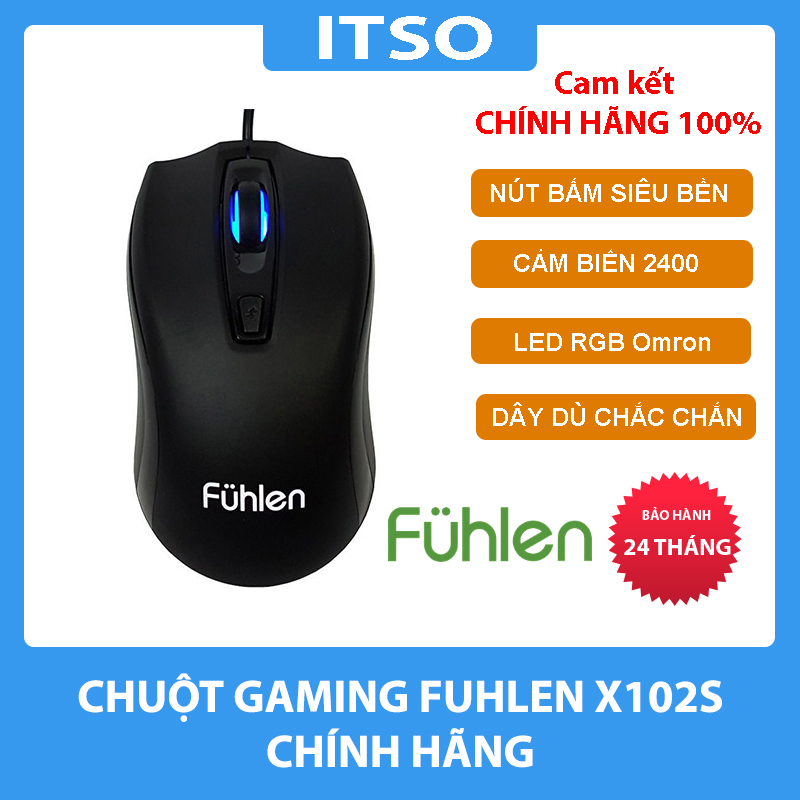 ITSO
Cam kết
CHÍNH HÃNG 100%
NÚT BẤM SIÊU BỀN
CẢM BIẾN 2400
LED RGB Omron
DÂY DÙ CHẮC CHẮN
Fühlen
Fühlen
BẢO HÀNH
24 THÁNG
CHUỘT GAMING FUHLEN X102S
CHÍNH HÃNG